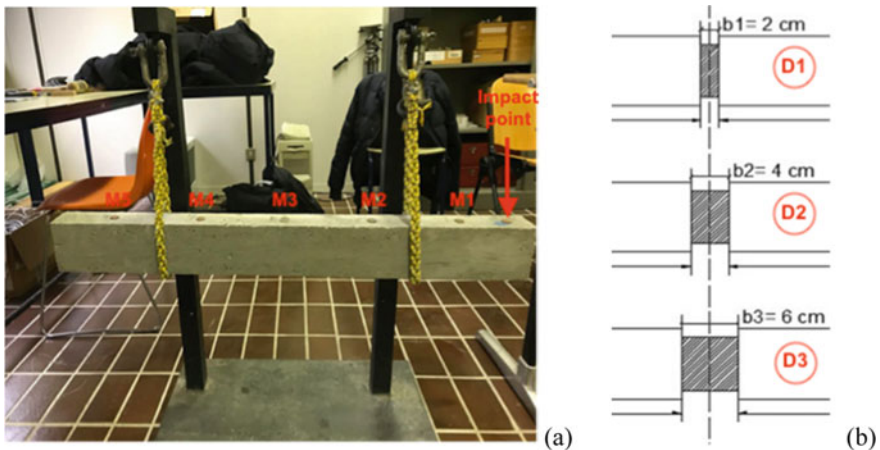 Impact
point
M5 M4 M3 M2 M1
(a)
b1= 2 cm
D1
b2= 4 cm
D2
b3= 6 cm
D3
(b)